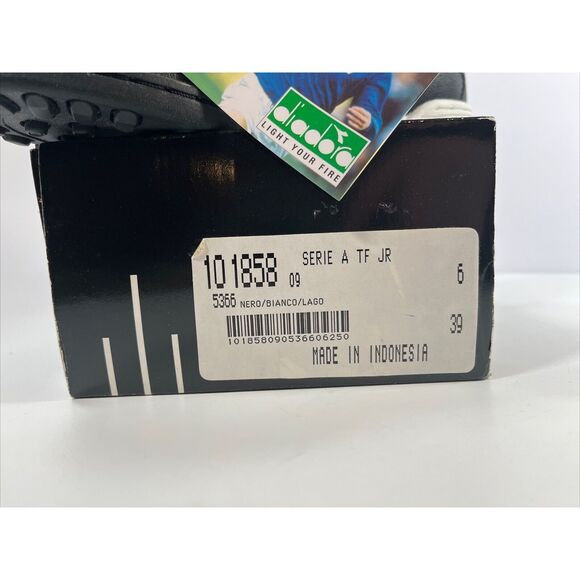 diadora
LIGHT YOUR FIRE
101858 09 SERIE A TF JR 6
5366 NERO/BIANCO/LAGO
101858090536606250
39
MADE IN INDONESIA